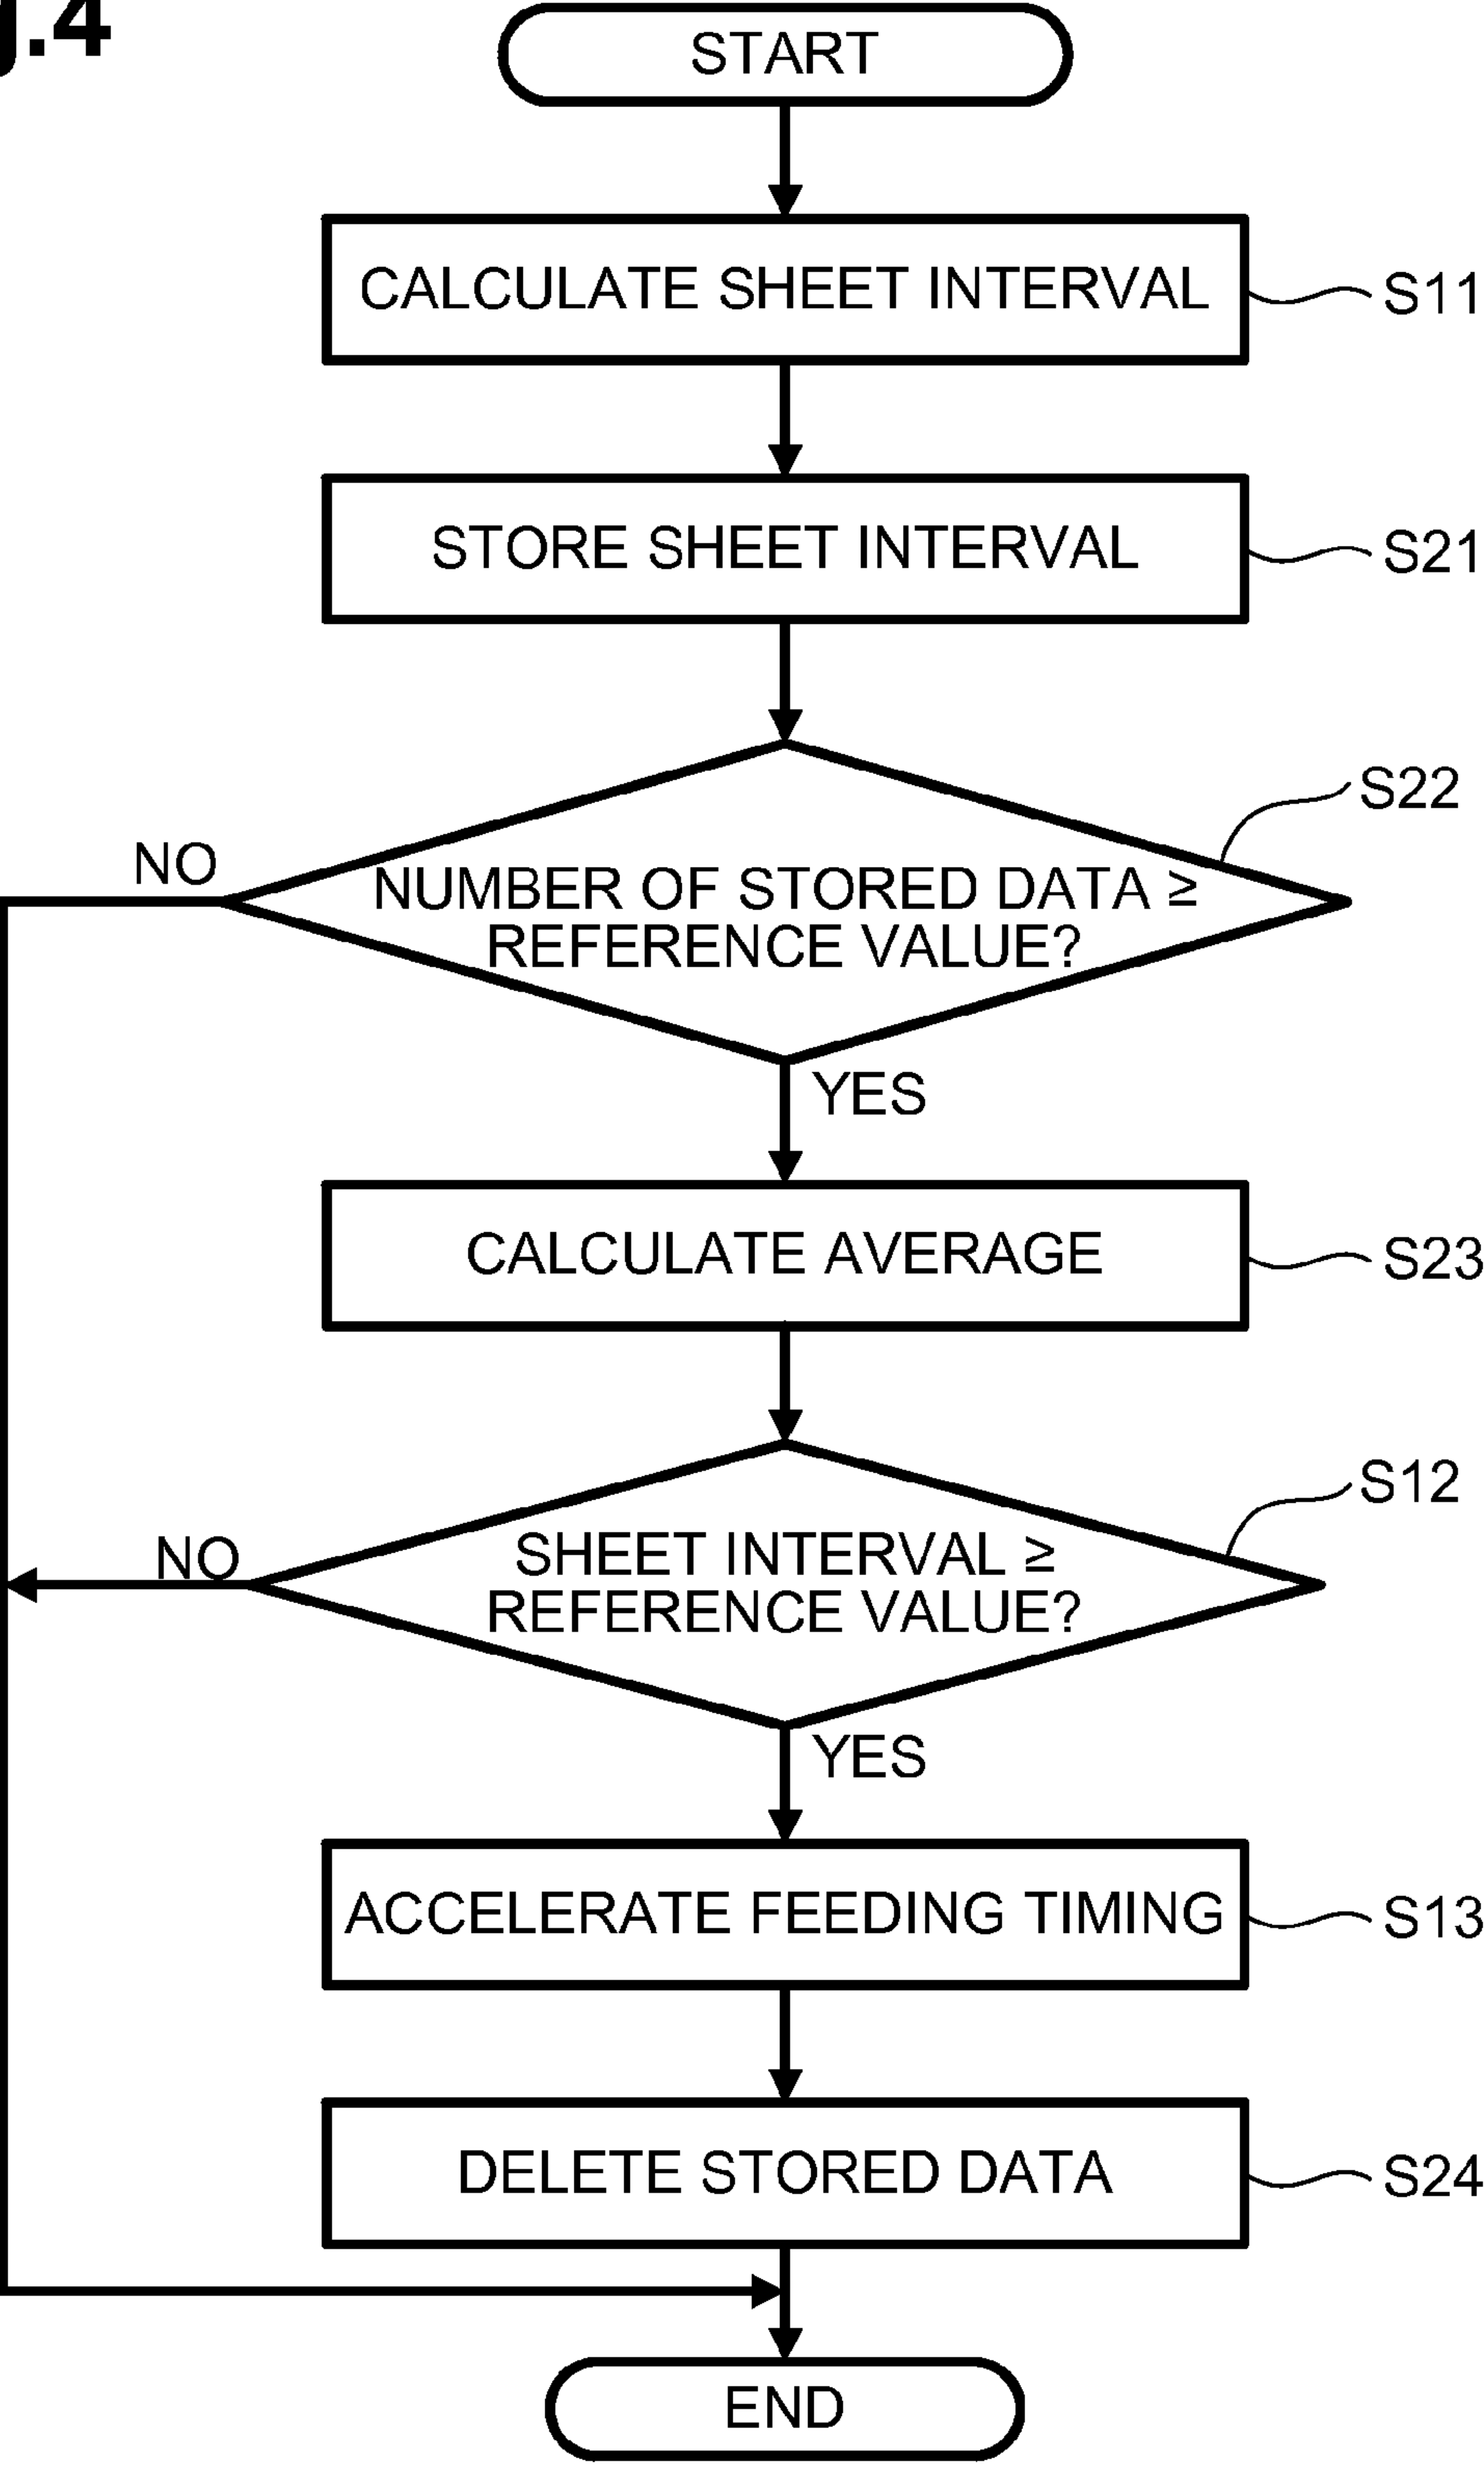 .4
START
CALCULATE SHEET INTERVAL
S11
STORE SHEET INTERVAL
S21
S22
NO
NUMBER OF STORED DATA ≥
REFERENCE VALUE?
YES
CALCULATE AVERAGE
S23
S12
NO
SHEET INTERVAL ≥
REFERENCE VALUE?
YES
ACCELERATE FEEDING TIMING
S13
DELETE STORED DATA
S24
END